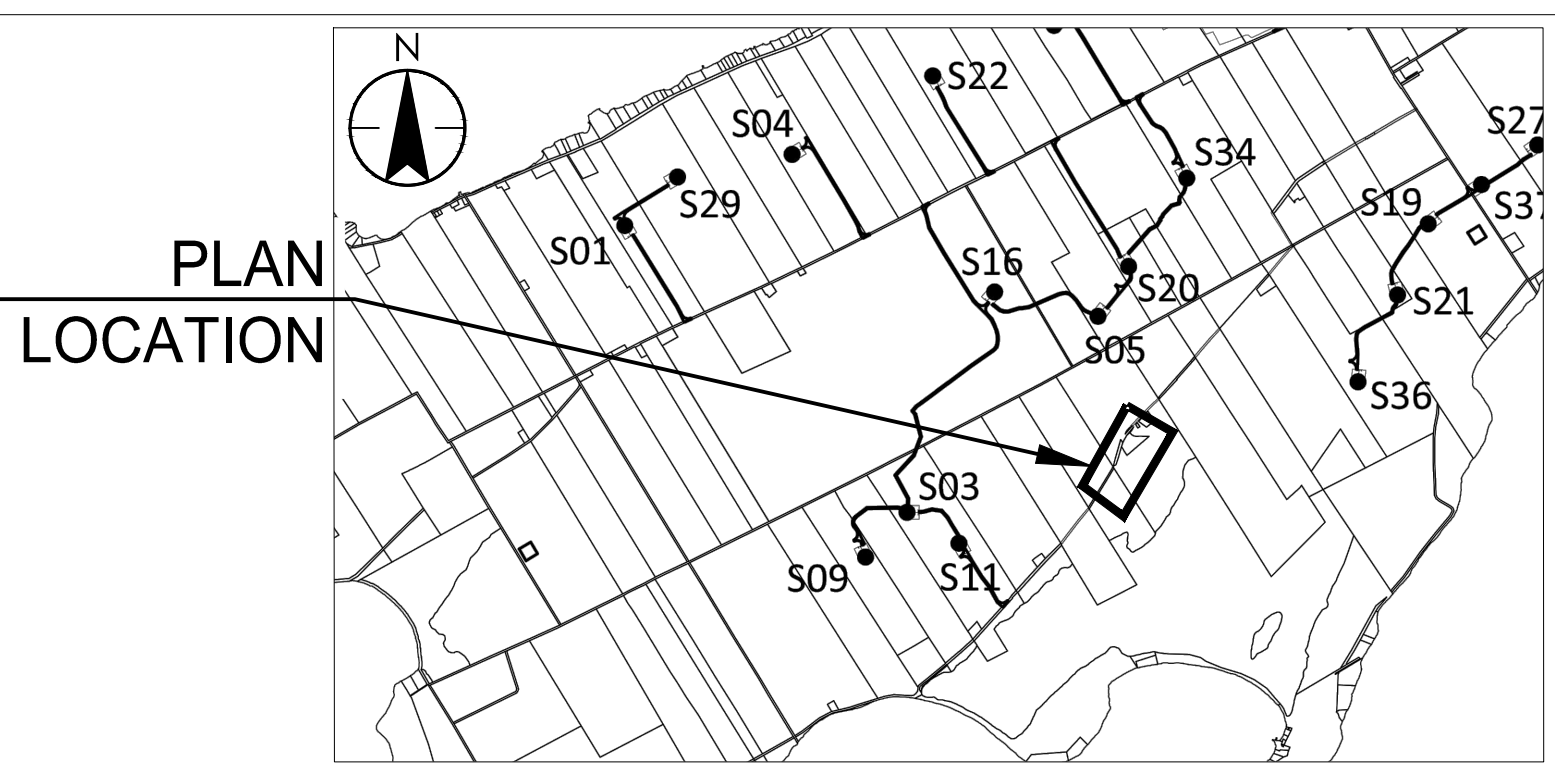 N
S22
S04
S27
S34
S29
S19
S37
S01
S16
PLAN
S20
S21
LOCATION
S05
S36
S03
S09
S11